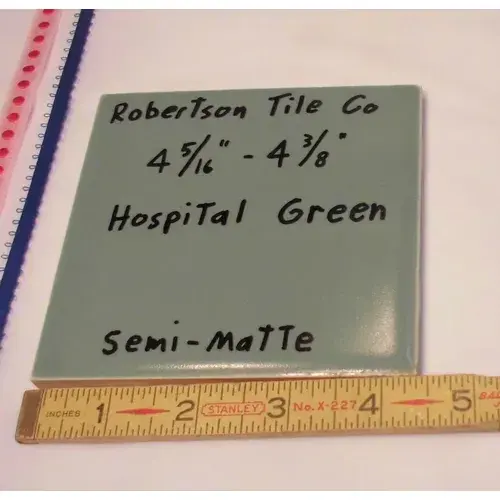 Robertson Tile Co
4 5/16" - 4 3/8"
Hospital Green
Semi-Matte
INCHES 1 2 STANLEY 3 No. X-227 4 5